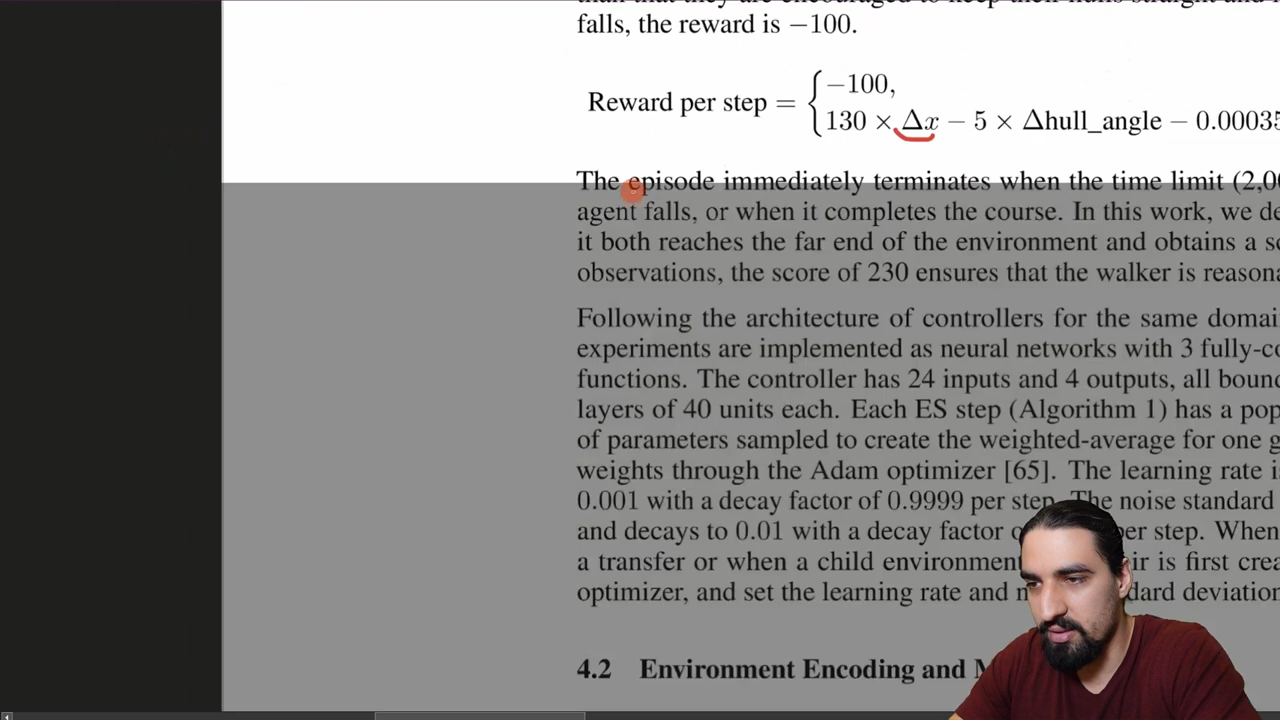 falls, the reward is −100.
Reward per step = { −100,
130 × Δx − 5 × Δhull_angle − 0.00035
The episode immediately terminates when the time limit (2,0
agent falls, or when it completes the course. In this work, we de
it both reaches the far end of the environment and obtains a s
observations, the score of 230 ensures that the walker is reason
Following the architecture of controllers for the same domai
experiments are implemented as neural networks with 3 fully-c
functions. The controller has 24 inputs and 4 outputs, all boun
layers of 40 units each. Each ES step (Algorithm 1) has a pop
of parameters sampled to create the weighted-average for one g
weights through the Adam optimizer [65]. The learning rate i
0.001 with a decay factor of 0.9999 per step. The noise standard
and decays to 0.01 with a decay factor per step. When
a transfer or when a child environment is first crea
optimizer, and set the learning rate and deviation
4.2 Environment Encoding and